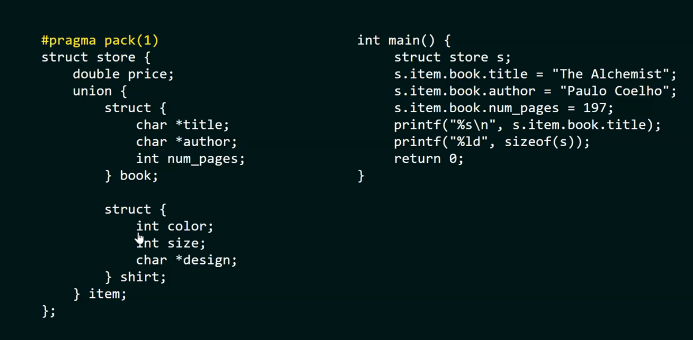 #pragma pack(1)
struct store {
    double price;
    union {
        struct {
            char *title;
            char *author;
            int num_pages;
        } book;

        struct {
            int color;
            int size;
            char *design;
        } shirt;
    } item;
};

int main() {
    struct store s;
    s.item.book.title = "The Alchemist";
    s.item.book.author = "Paulo Coelho";
    s.item.book.num_pages = 197;
    printf("%s\n", s.item.book.title);
    printf("%ld", sizeof(s));
    return 0;
}